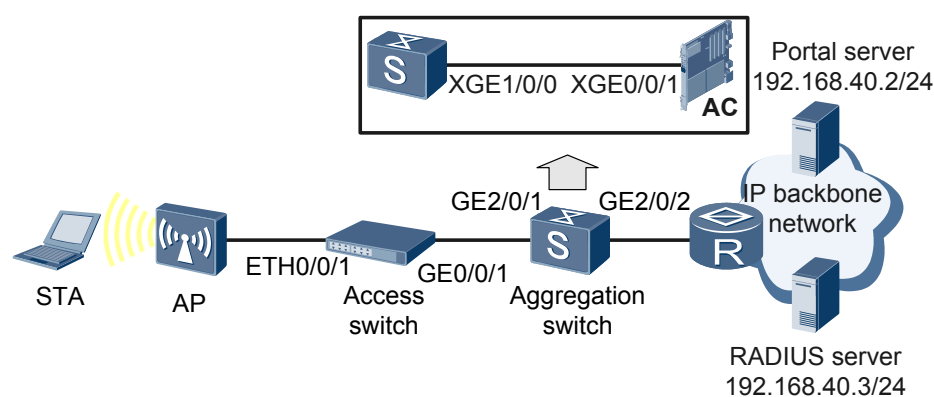 S
XGE1/0/0
XGE0/0/1
AC
Portal server
192.168.40.2/24
GE2/0/1
GE2/0/2
IP backbone
network
S
R
ETH0/0/1
GE0/0/1
STA
AP
Access
switch
Aggregation
switch
RADIUS server
192.168.40.3/24